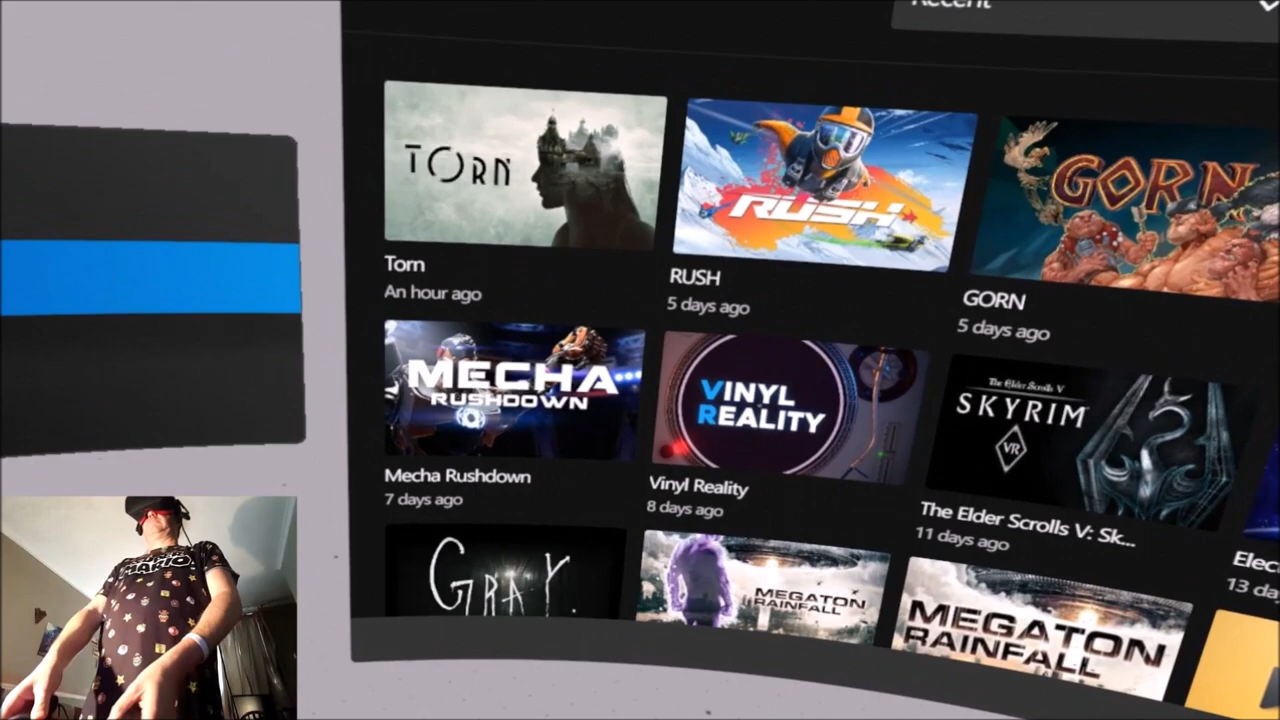 Recent
TORN
RUSH
GORN
Torn
An hour ago
RUSH
5 days ago
GORN
5 days ago
MECHA
RUSHDOWN
VINYL
REALITY
The Elder Scrolls V
SKYRIM
VR
Mecha Rushdown
7 days ago
Vinyl Reality
8 days ago
The Elder Scrolls V: Sk...
11 days ago
GRAY.
MEGATON
RAINFALL
MEGATON
RAINFALL
Elec
13 da
MARIO